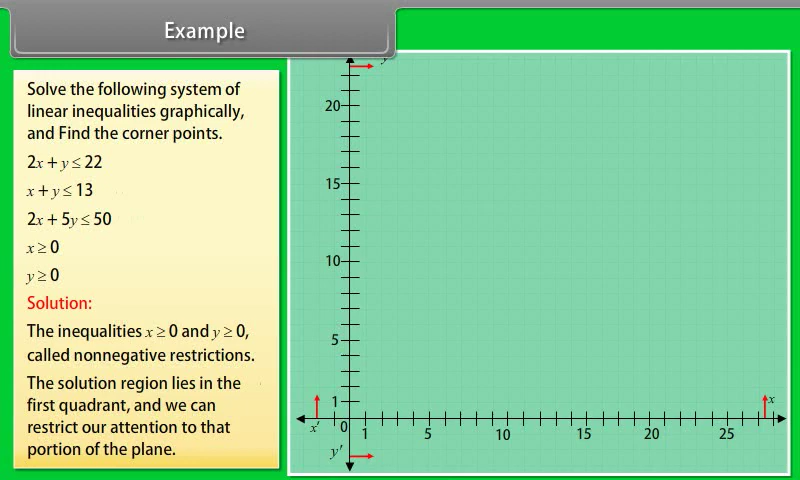 Example
Solve the following system of
linear inequalities graphically,
and Find the corner points.
2x + y ≤ 22
x + y ≤ 13
2x + 5y ≤ 50
x ≥ 0
y ≥ 0
Solution:
The inequalities x ≥ 0 and y ≥ 0,
called nonnegative restrictions.
The solution region lies in the
first quadrant, and we can
restrict our attention to that
portion of the plane.
y
20
15
10
5
1
x
x′ 0 1 5 10 15 20 25
y′